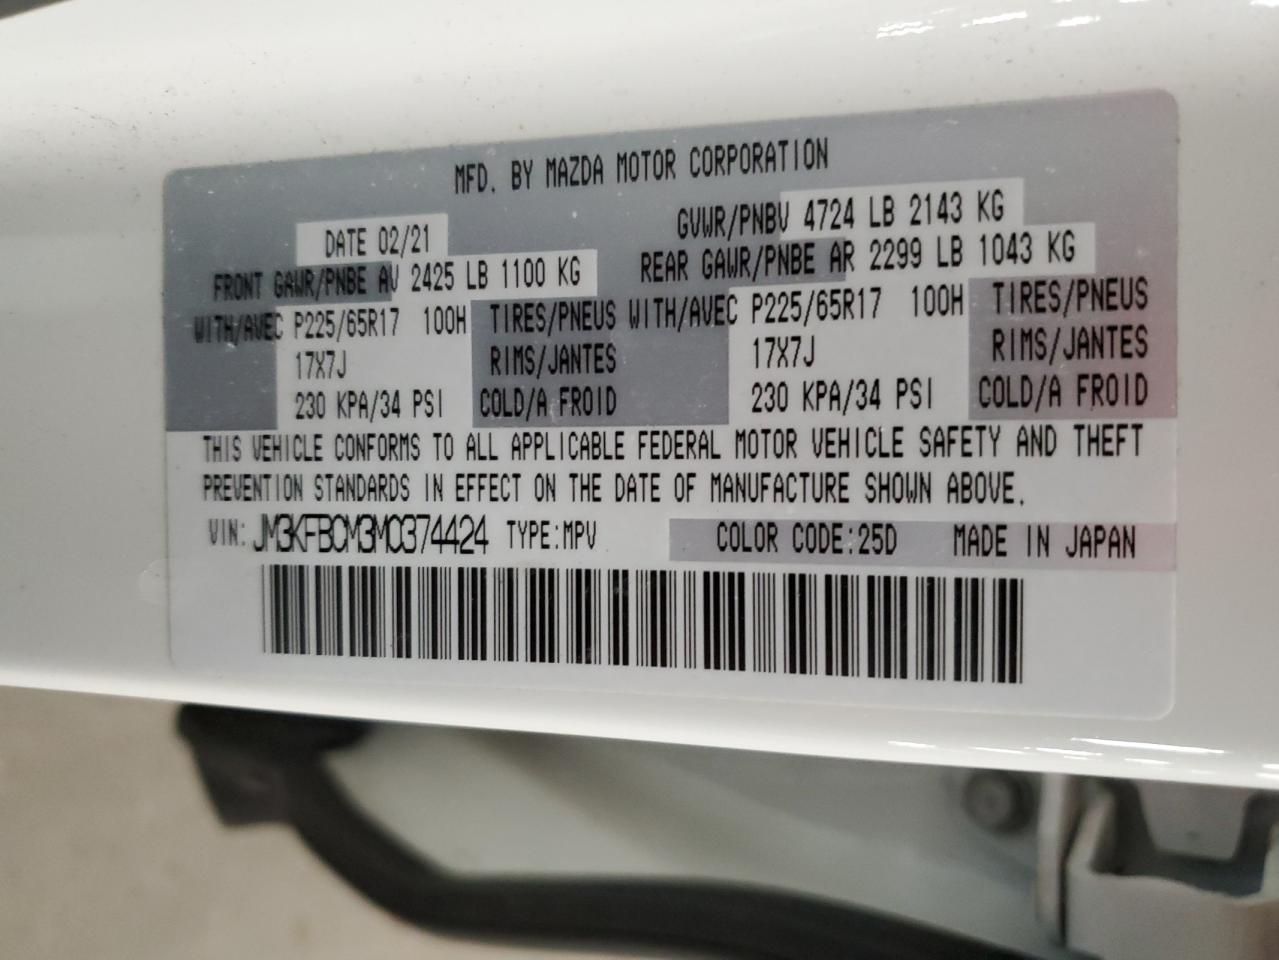 MFD. BY MAZDA MOTOR CORPORATION
DATE 02/21 GVWR/PNBV 4724 LB 2143 KG
FRONT GAWR/PNBE AV 2425 LB 1100 KG REAR GAWR/PNBE AR 2299 LB 1043 KG
WITH/AVEC P225/65R17 100H TIRES/PNEUS WITH/AVEC P225/65R17 100H TIRES/PNEUS
17X7J RIMS/JANTES 17X7J RIMS/JANTES
230 KPA/34 PSI COLD/A FROID 230 KPA/34 PSI COLD/A FROID
THIS VEHICLE CONFORMS TO ALL APPLICABLE FEDERAL MOTOR VEHICLE SAFETY AND THEFT
PREVENTION STANDARDS IN EFFECT ON THE DATE OF MANUFACTURE SHOWN ABOVE.
VIN: JM3KFBCM3M0374424 TYPE:MPV COLOR CODE:25D MADE IN JAPAN